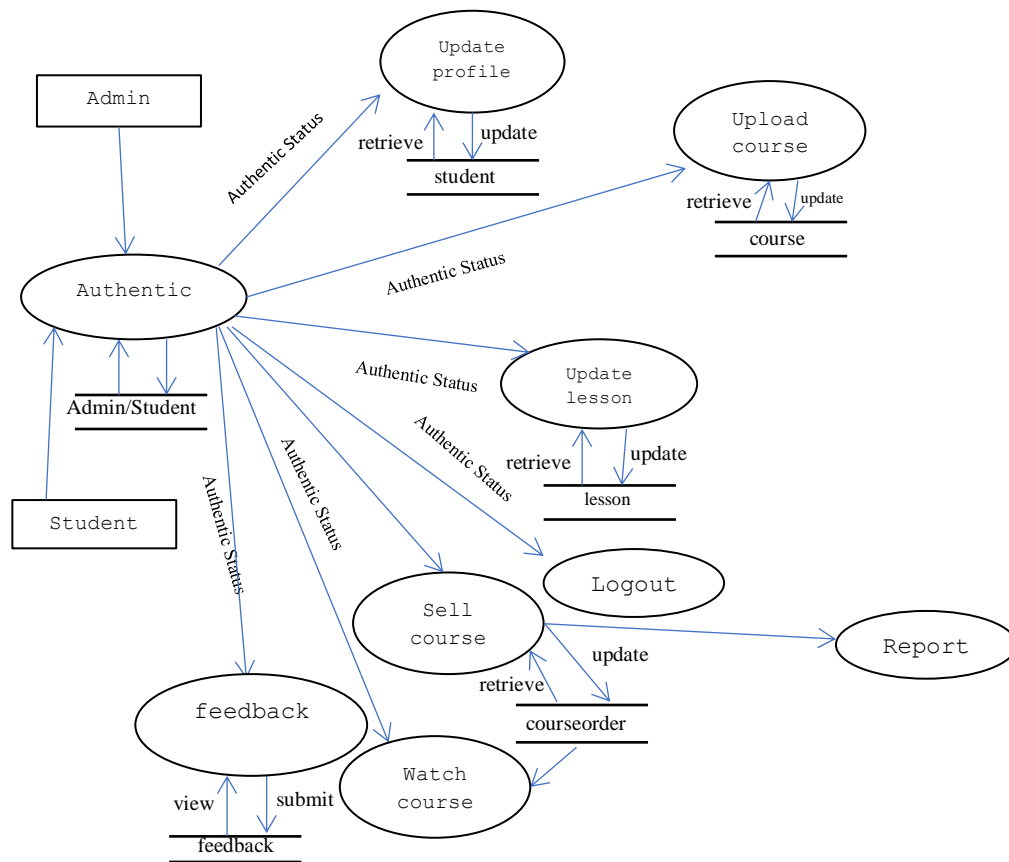 Update
profile
Admin
Upload
course
Authentic Status
retrieve
update
student
retrieve
update
course
Authentic
Authentic Status
Authentic Status
Update
lesson
Admin/Student
Authentic Status
retrieve
update
lesson
Authentic Status
Authentic Status
Student
Logout
Sell
course
Report
update
retrieve
courseorder
feedback
Watch
course
view
submit
feedback